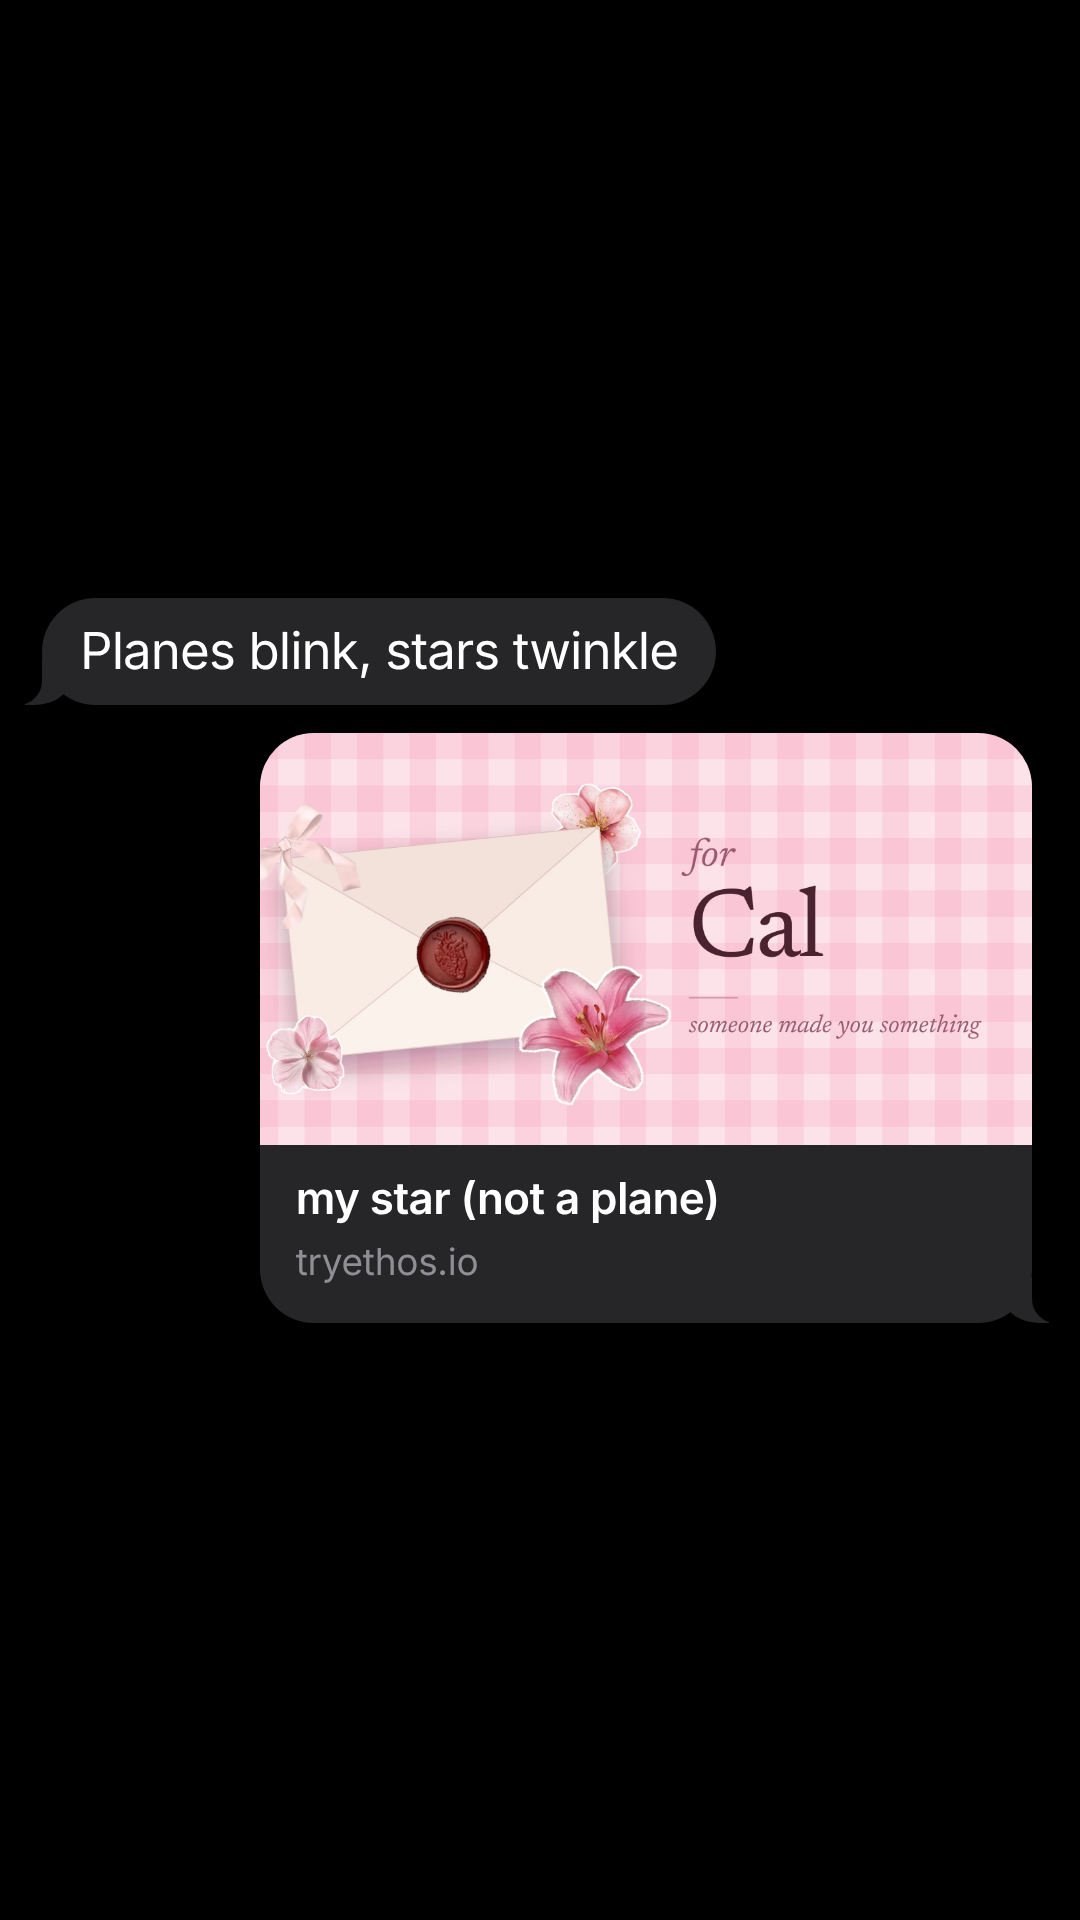 Planes blink, stars twinkle
for
Cal
someone made you something
my star (not a plane)
tryethos.io